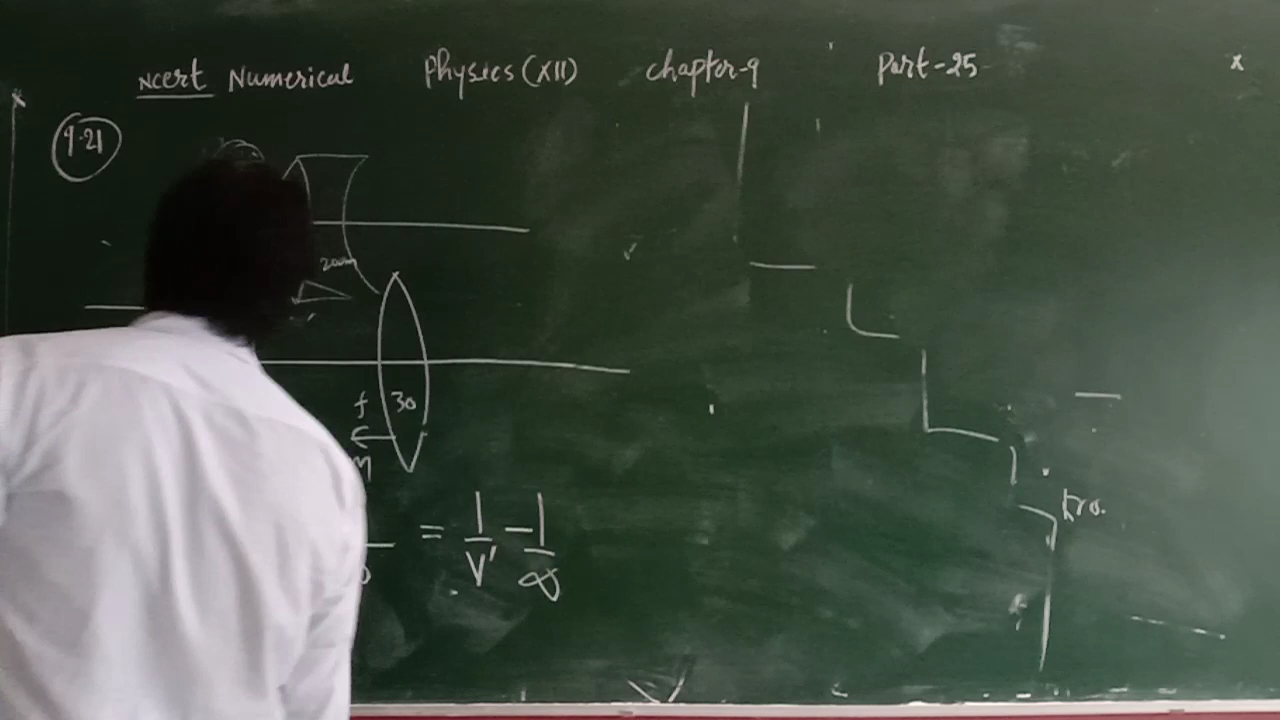 Ncert Numerical Physics (XII) Chapter-9 Part-25
9.21
f
30
= 1/V' - 1/∞